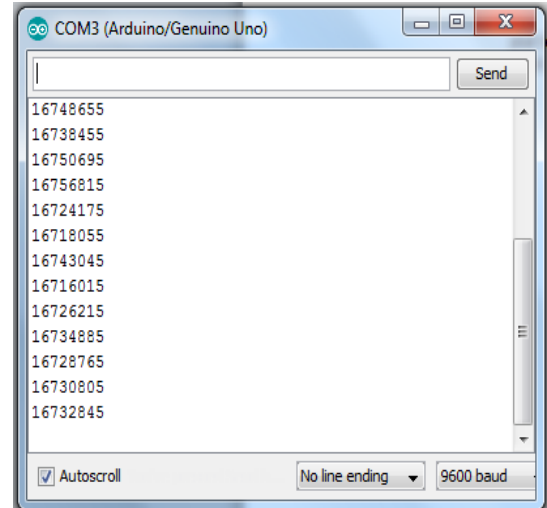 COM3 (Arduino/Genuino Uno)
Send
16748655
16738455
16750695
16756815
16724175
16718055
16743045
16716015
16726215
16734885
16728765
16730805
16732845
Autoscroll
No line ending
9600 baud